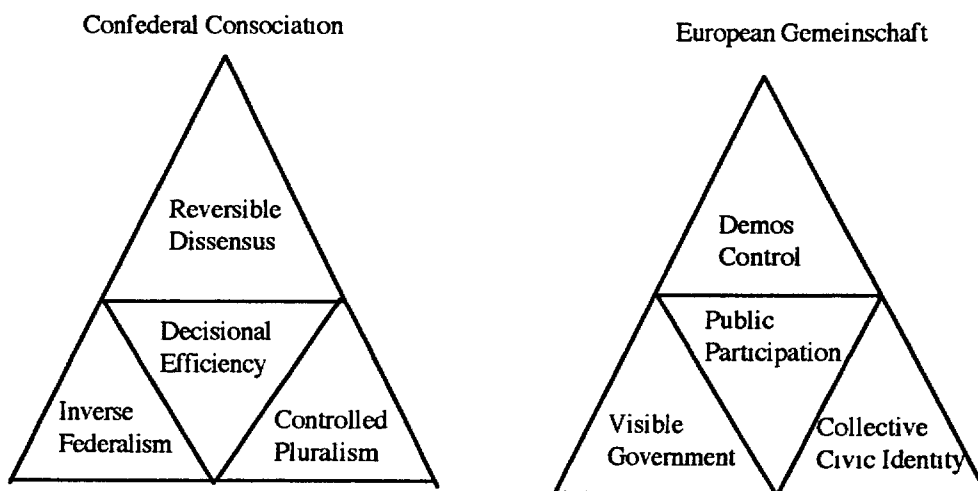 Confederal Consociation
Reversible
Dissensus
Decisional
Efficiency
Inverse
Federalism
Controlled
Pluralism
European Gemeinschaft
Demos
Control
Public
Participation
Visible
Government
Collective
Civic Identity